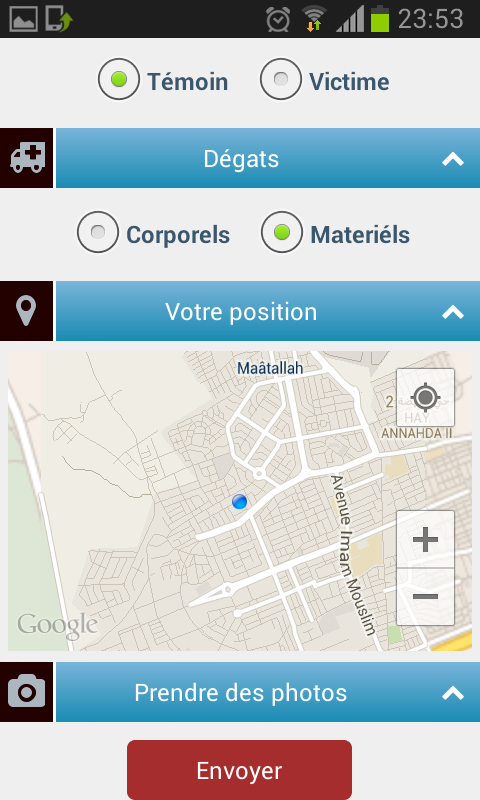 23:53
Témoin Victime
Dégats
Corporels Materiéls
Votre position
Maâtallah
2
HAY
ANNAHDA II
Avenue Imam Mouslim
Google
Prendre des photos
Envoyer